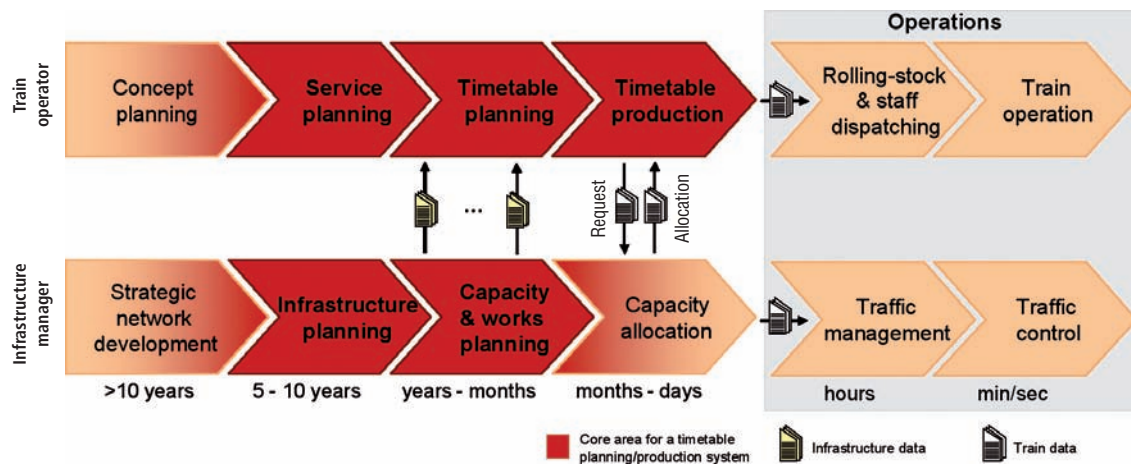 Operations
Train
operator
Concept
planning
Service
planning
Timetable
planning
Timetable
production
Rolling-stock
& staff
dispatching
Train
operation
...
Request
Allocation
Infrastructure
manager
Strategic
network
development
Infrastructure
planning
Capacity
& works
planning
Capacity
allocation
Traffic
management
Traffic
control
>10 years
5 - 10 years
years - months
months - days
hours
min/sec
Core area for a timetable
planning/production system
Infrastructure data
Train data